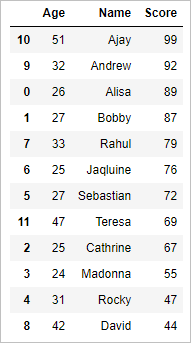 Age Name Score
10 51 Ajay 99
9 32 Andrew 92
0 26 Alisa 89
1 27 Bobby 87
7 33 Rahul 79
6 25 Jaqluine 76
5 27 Sebastian 72
11 47 Teresa 69
2 25 Cathrine 67
3 24 Madonna 55
4 31 Rocky 47
8 42 David 44